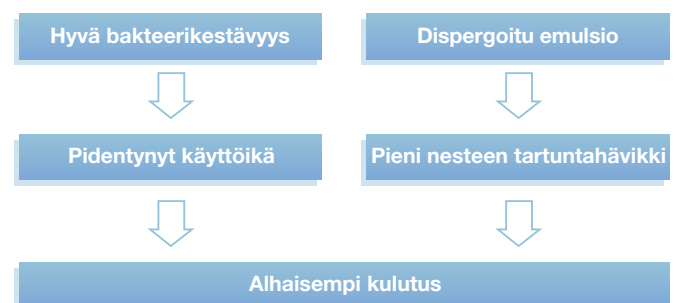 Hyvä bakteerikestävyys
Dispergoitu emulsio
Pidentynyt käyttöikä
Pieni nesteen tartuntahävikki
Alhaisempi kulutus